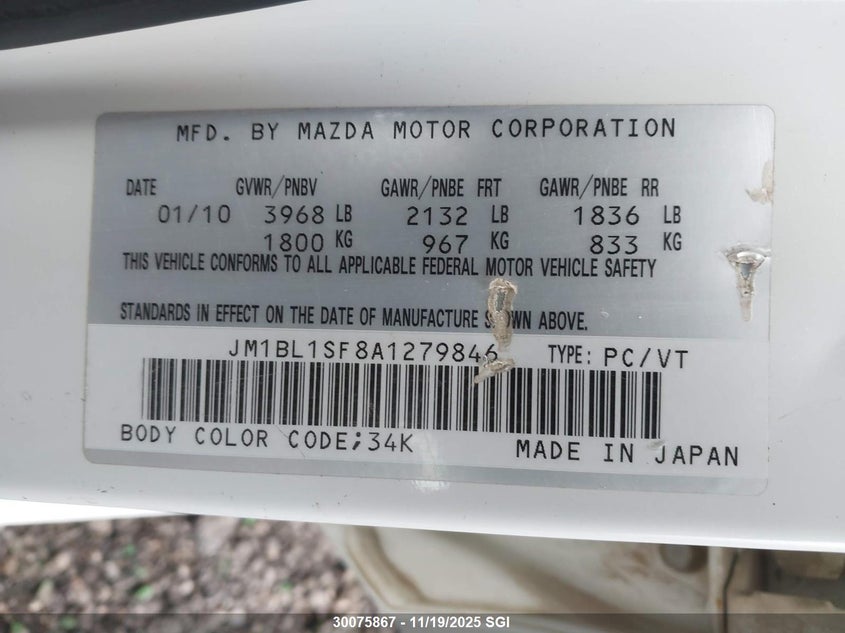 MFD. BY MAZDA MOTOR CORPORATION
DATE GVWR/PNBV GAWR/PNBE FRT GAWR/PNBE RR
01/10 3968 LB 2132 LB 1836 LB
1800 KG 967 KG 833 KG
THIS VEHICLE CONFORMS TO ALL APPLICABLE FEDERAL MOTOR VEHICLE SAFETY
STANDARDS IN EFFECT ON THE DATE OF MANUFACTURE SHOWN ABOVE.
JM1BL1SF8A1279846 TYPE: PC/VT
BODY COLOR CODE;34K MADE IN JAPAN
30075867 - 11/19/2025 SGI